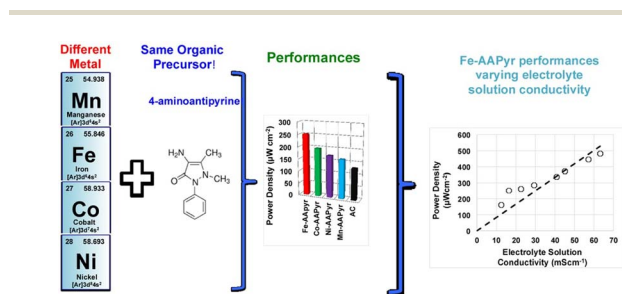 Different
Metal
25 54.938
Mn
Manganese
[Ar]3d⁵4s²
26 55.846
Fe
Iron
[Ar]3d⁶4s²
27 58.933
Co
Cobalt
[Ar]3d⁷4s²
28 58.693
Ni
Nickel
[Ar]3d⁸4s²
Same Organic
Precursor!
4-aminoantipyrine
H₂N
CH₃
O
N
N
CH₃
Performances
Power Density (µW cm⁻²)
300
250
200
150
100
50
0
Fe-AApyr
Co-AAPyr
Ni-AAPyr
Mn-AAPyr
AC
Fe-AAPyr performances
varying electrolyte
solution conductivity
Power Density
(µWcm⁻²)
600
500
400
300
200
100
0
0 10 20 30 40 50 60 70
Electrolyte Solution
Conductivity (mScm⁻¹)